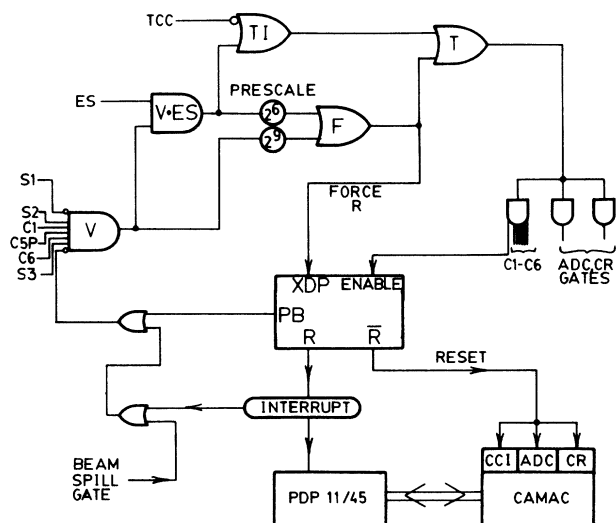 TCC
TI
T
PRESCALE
ES
V•ES
2⁶
F
2⁹
S1
S2
C1
C5P
C6
S3
V
FORCE
R
C1-C6
ADC,CR
GATES
XDP ENABLE
PB
R R̅
RESET
INTERRUPT
BEAM
SPILL
GATE
CCI ADC CR
PDP 11/45
CAMAC